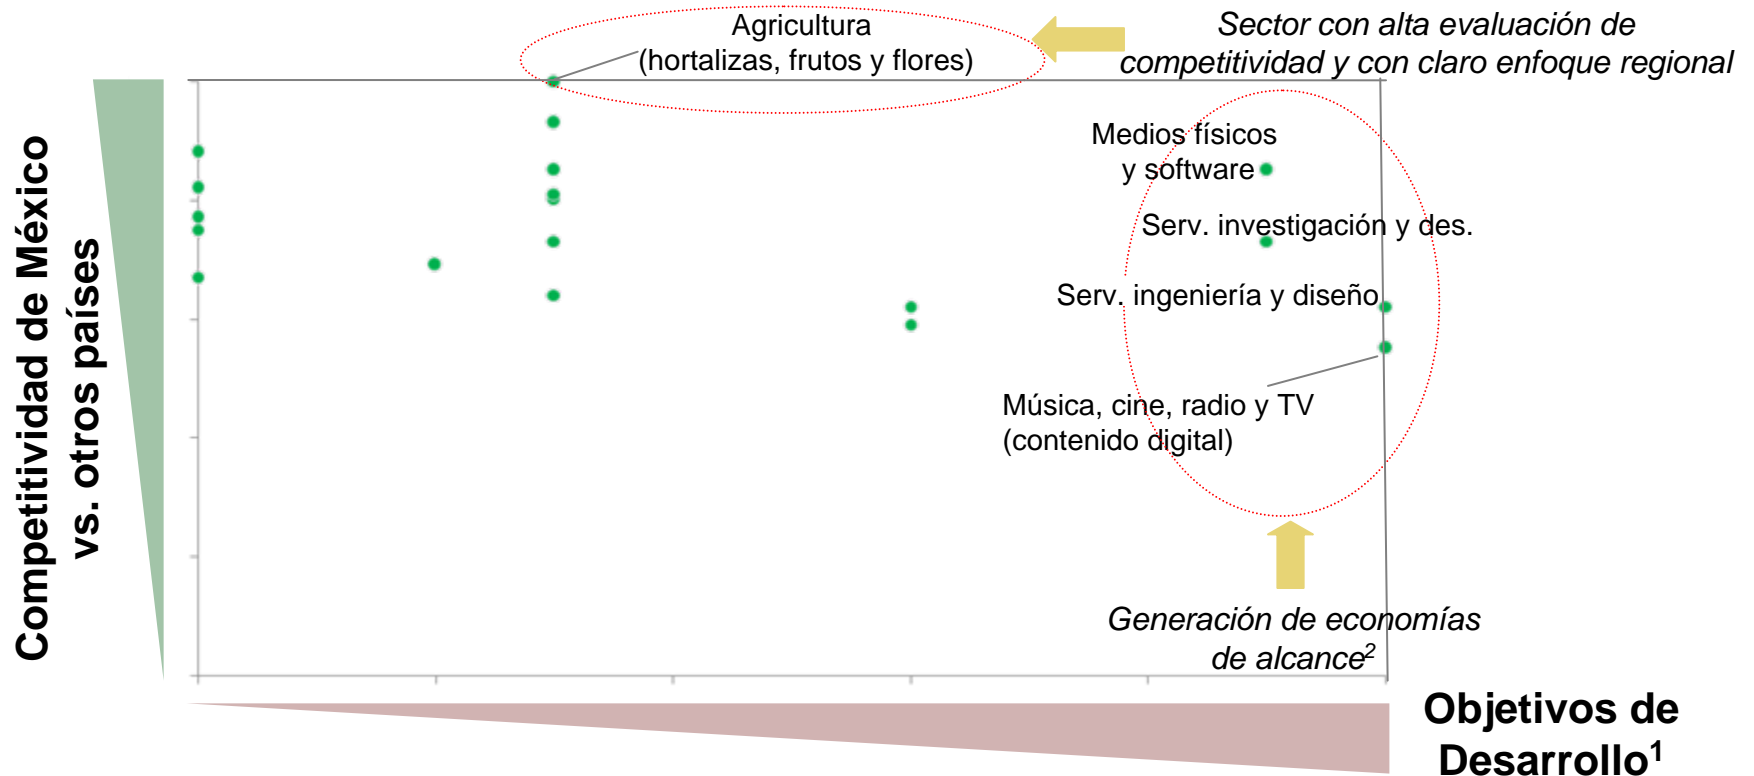 Agricultura
(hortalizas, frutos y flores)
Sector con alta evaluación de
competitividad y con claro enfoque regional
Competitividad de México
vs. otros países
Medios físicos
y software
Serv. investigación y des.
Serv. ingeniería y diseño
Música, cine, radio y TV
(contenido digital)
Generación de economías
de alcance²
Objetivos de
Desarrollo¹